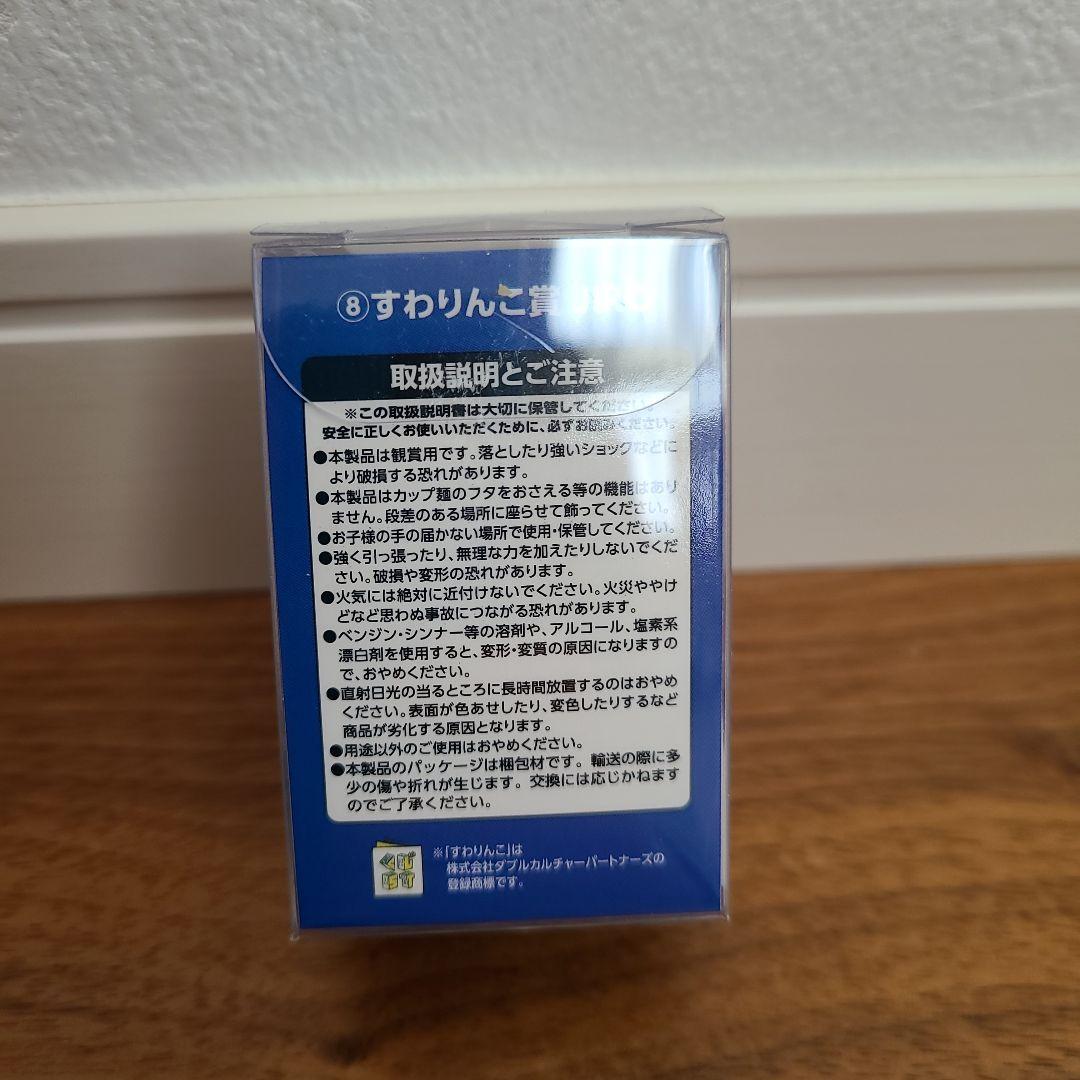 ⑧すわりんこ賞
取扱説明とご注意
※この取扱説明書は大切に保管してください。
安全に正しくお使いいただくために、必ずお読みください。
●本製品は観賞用です。落としたり強いショックなどに
より破損する恐れがあります。
●本製品はカップ麺のフタをおさえる等の機能はあり
ません。段差のある場所に座らせて飾ってください。
●お子様の手の届かない場所で使用・保管してください。
●強く引っ張ったり、無理な力を加えたりしないでくだ
さい。破損や変形の恐れがあります。
●火気には絶対に近付けないでください。火災ややけ
どなど思わぬ事故につながる恐れがあります。
●ベンジン・シンナー等の溶剤や、アルコール、塩素系
漂白剤を使用すると、変形・変質の原因になりますの
で、おやめください。
●直射日光の当るところに長時間放置するのはおやめ
ください。表面が色あせしたり、変色したりするなど
商品が劣化する原因となります。
●用途以外のご使用はおやめください。
●本製品のパッケージは梱包材です。輸送の際に多
少の傷や折れが生じます。交換には応じかねます
のでご了承ください。
※「すわりんこ」は
株式会社ダブルカルチャーパートナーズの
登録商標です。